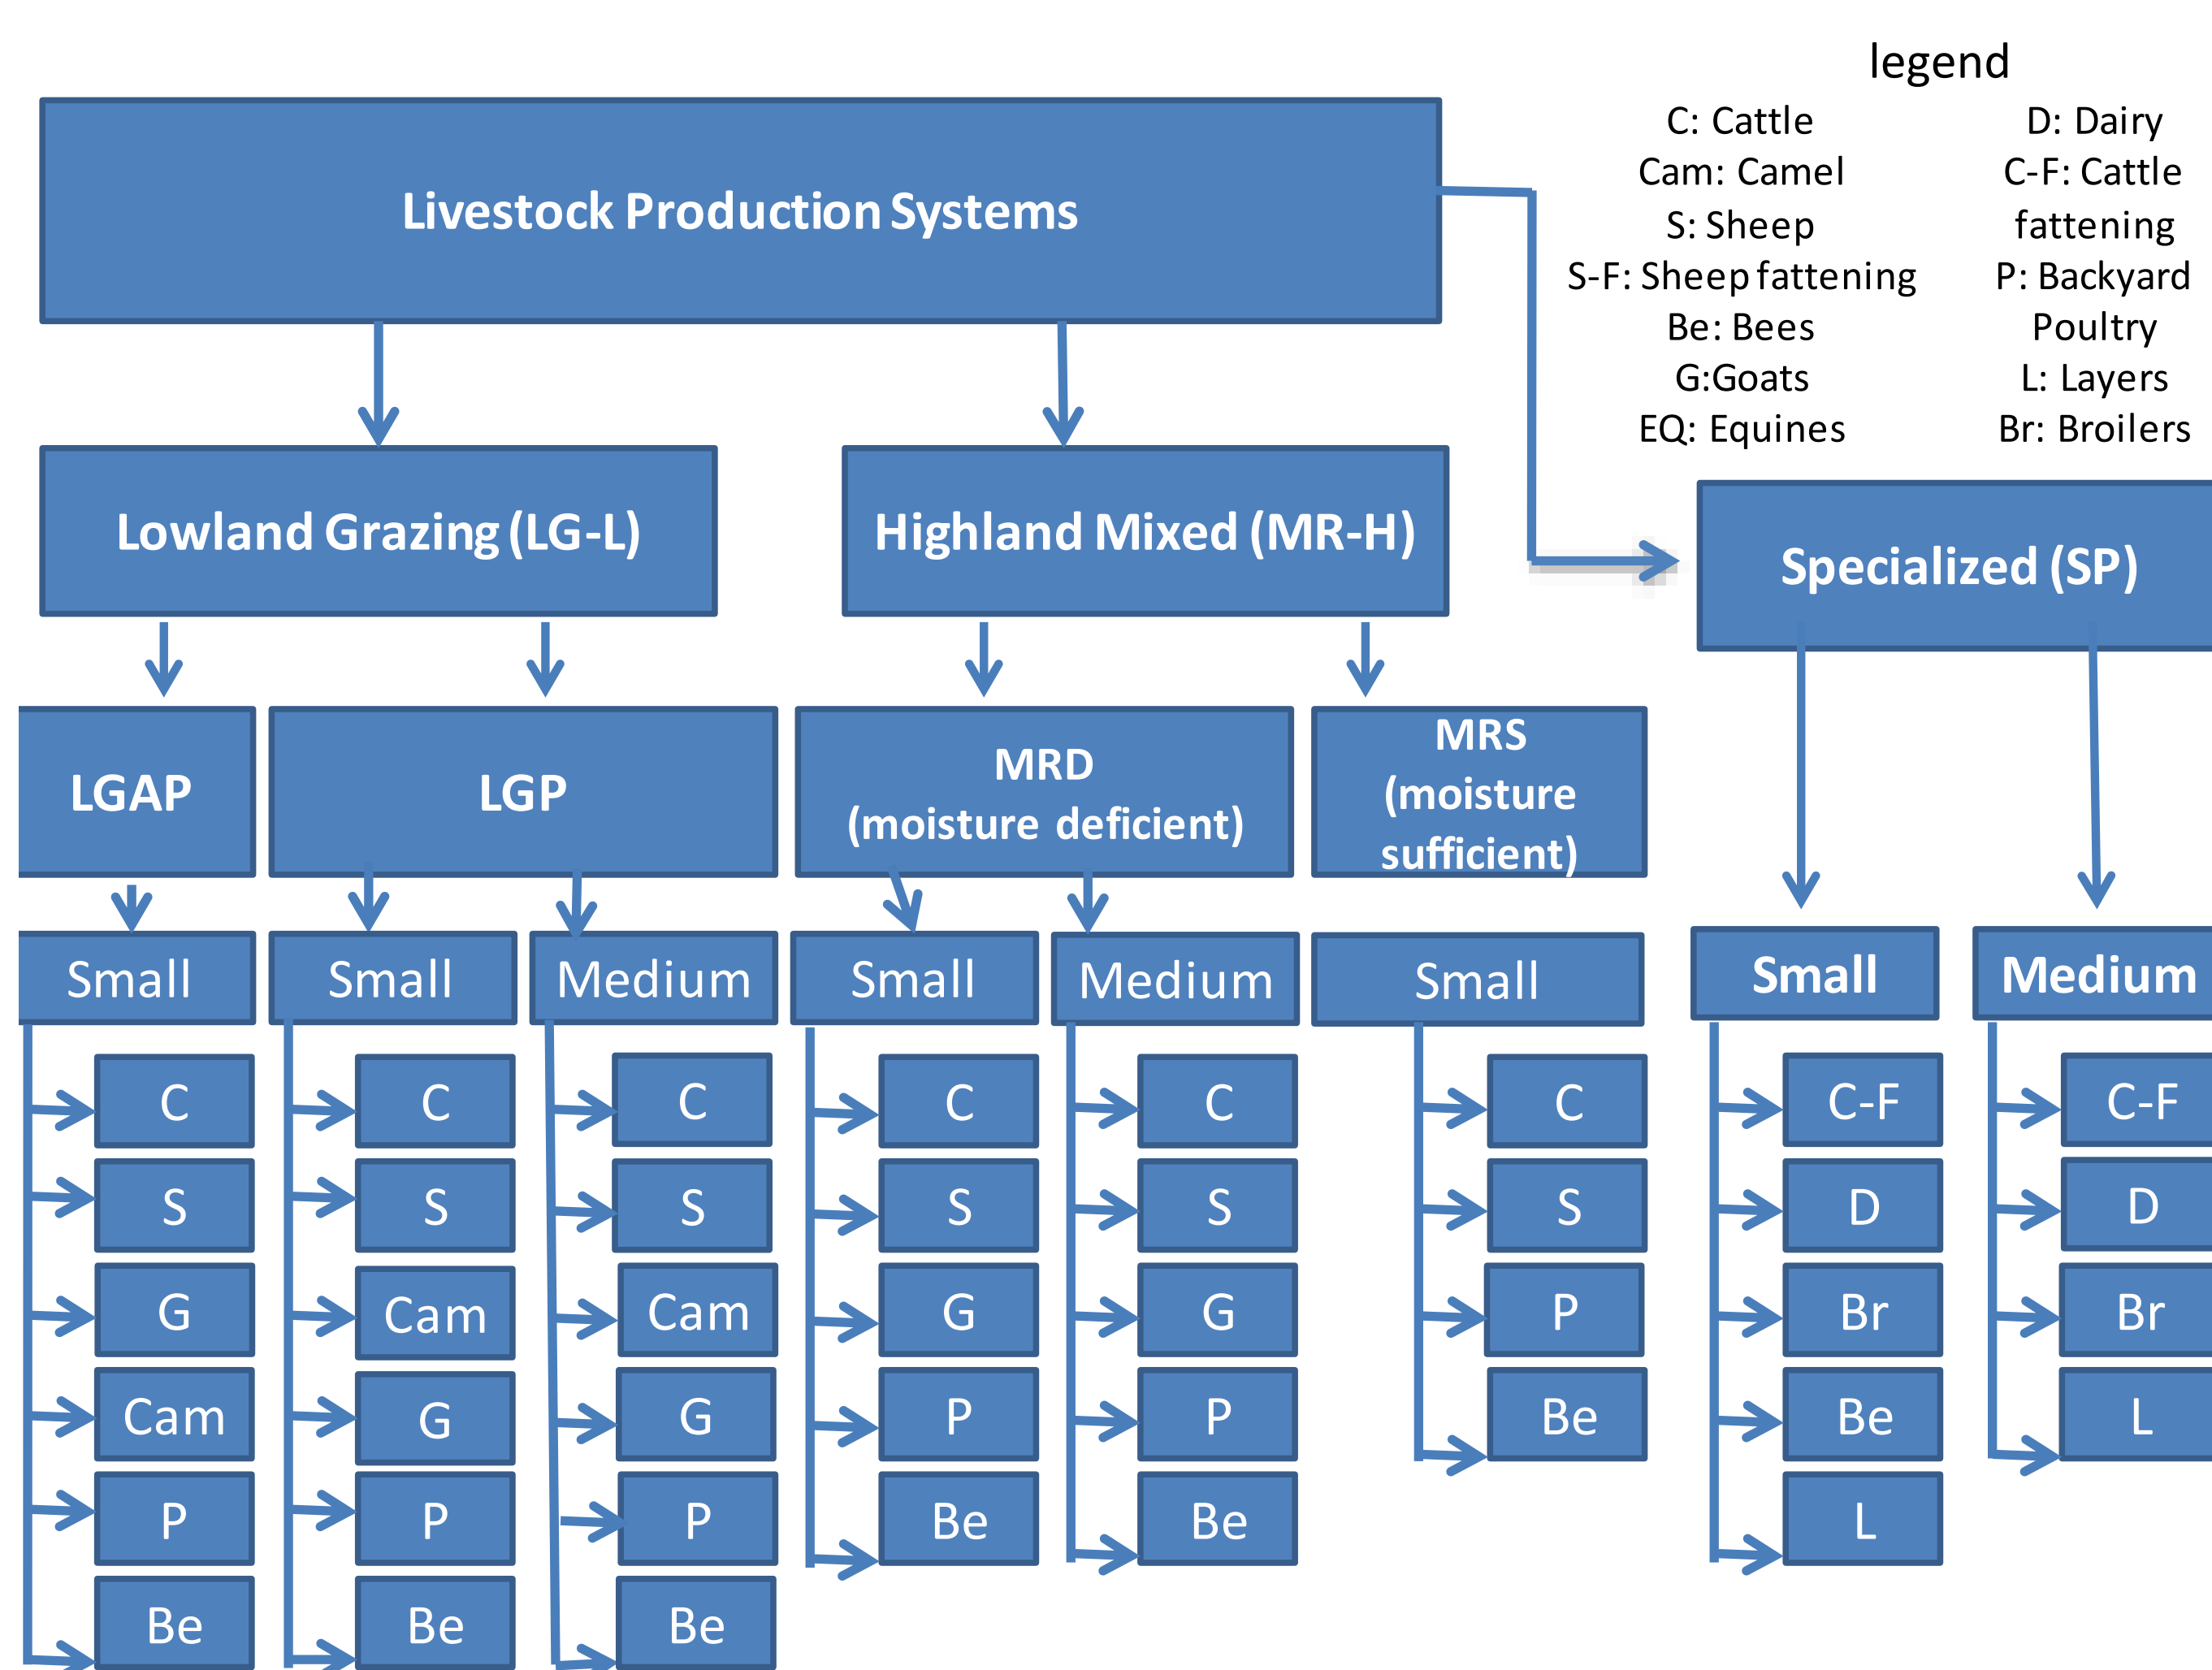 legend
C: Cattle
Cam: Camel
S: Sheep
S-F: Sheep fattening
Be: Bees
G:Goats
EQ: Equines
D: Dairy
C-F: Cattle
fattening
P: Backyard
Poultry
L: Layers
Br: Broilers
Livestock Production Systems
Lowland Grazing (LG-L)
Highland Mixed (MR-H)
Specialized (SP)
LGAP
LGP
MRD
(moisture deficient)
MRS
(moisture
sufficient)
Small
Small
Medium
Small
Medium
Small
Small
Medium
C
S
G
Cam
P
Be
C
S
Cam
G
P
Be
C
S
Cam
G
P
Be
C
S
G
P
Be
C
S
G
P
Be
C
S
P
Be
C-F
D
Br
Be
L
C-F
D
Br
L